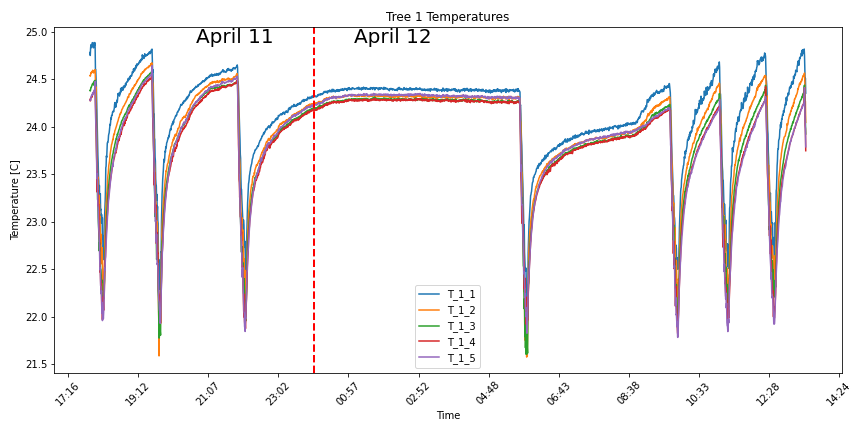 Tree 1 Temperatures
April 11
April 12
25.0
24.5
24.0
23.5
23.0
22.5
22.0
21.5
Temperature [C]
T_1_1
T_1_2
T_1_3
T_1_4
T_1_5
17:16
19:12
21:07
23:02
00:57
02:52
04:48
06:43
08:38
10:33
12:28
14:24
Time